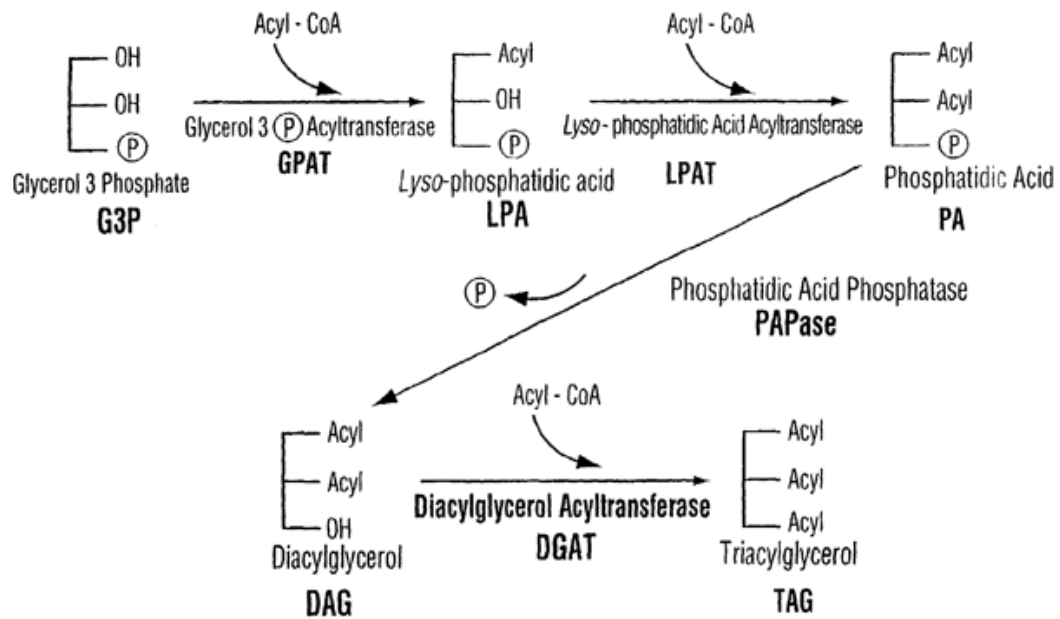 Acyl - CoA
Acyl - CoA
OH
OH
P
Glycerol 3 Phosphate
G3P
Glycerol 3 P Acyltransferase
GPAT
Acyl
OH
P
Lyso-phosphatidic acid
LPA
Lyso - phosphatidic Acid Acyltransferase
LPAT
Acyl
Acyl
P
Phosphatidic Acid
PA
P
Phosphatidic Acid Phosphatase
PAPase
Acyl - CoA
Acyl
Acyl
OH
Diacylglycerol
DAG
Diacylglycerol Acyltransferase
DGAT
Acyl
Acyl
Acyl
Triacylglycerol
TAG